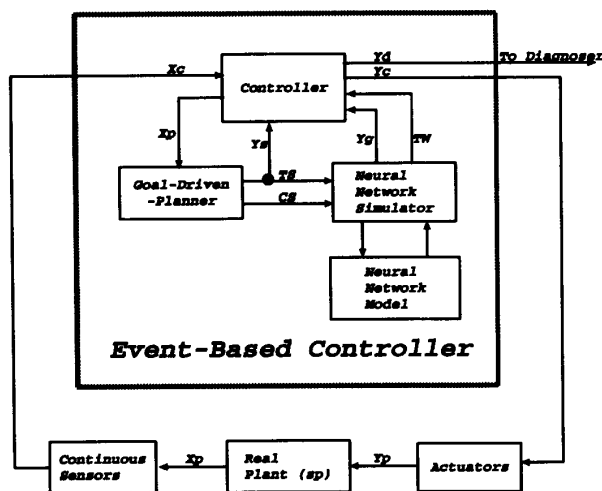 Yd
To Diagnoser
Xc
Yc
Controller
Xp
Ys
Yg
TW
Goal-Driven
-Planner
TS
CS
Neural
Network
Simulator
Neural
Network
Model
Event-Based Controller
Continuous
Sensors
Xp
Real
Plant (sp)
Yp
Actuators